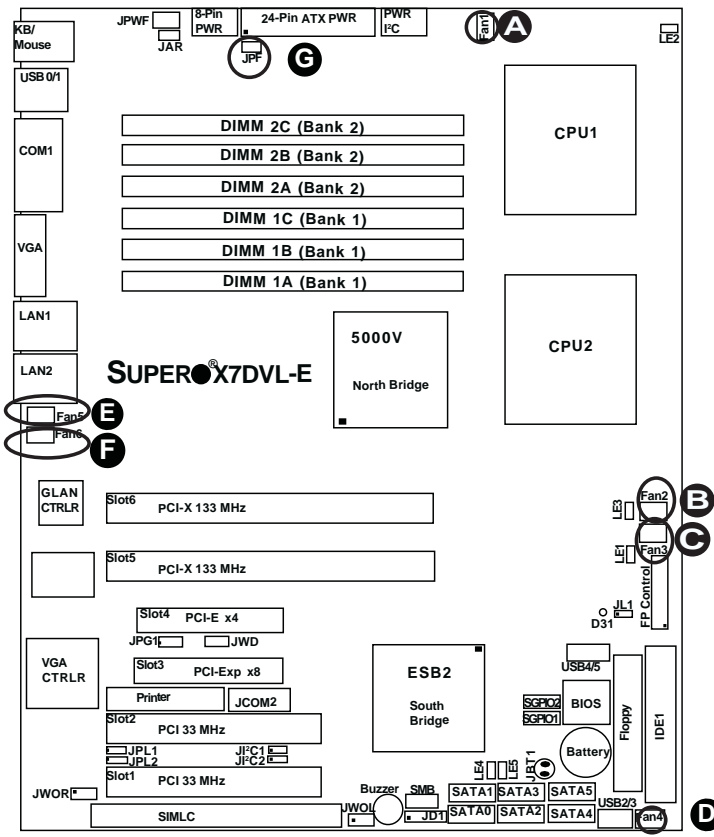 KB/
Mouse
JPWF
JAR
8-Pin
PWR
24-Pin ATX PWR
JPF
G
PWR
I²C
Fan1
A
LE2
USB 0/1
COM1
VGA
LAN1
LAN2
DIMM 2C (Bank 2)
DIMM 2B (Bank 2)
DIMM 2A (Bank 2)
DIMM 1C (Bank 1)
DIMM 1B (Bank 1)
DIMM 1A (Bank 1)
CPU1
CPU2
5000V
North Bridge
SUPER●®X7DVL-E
Fan5
E
Fan6
F
GLAN
CTRLR
Slot6
PCI-X 133 MHz
Slot5
PCI-X 133 MHz
LE3
Fan2
B
C
Fan3
LE1
FP Control
JL1
D31
Slot4
PCI-E x4
JPG1
JWD
VGA
CTRLR
Slot3
PCI-Exp x8
Printer
JCOM2
Slot2
PCI 33 MHz
JPL1
JPL2
JI²C1
JI²C2
Slot1
PCI 33 MHz
JWOR
SIMLC
ESB2
South
Bridge
USB4/5
SGPIO2
SGPIO1
BIOS
Battery
Floppy
IDE1
LE4
LE5
JBT1
Buzzer
SMB
JWOL
JD1
SATA1
SATA3
SATA5
SATA0
SATA2
SATA4
USB2/3
Fan4
D